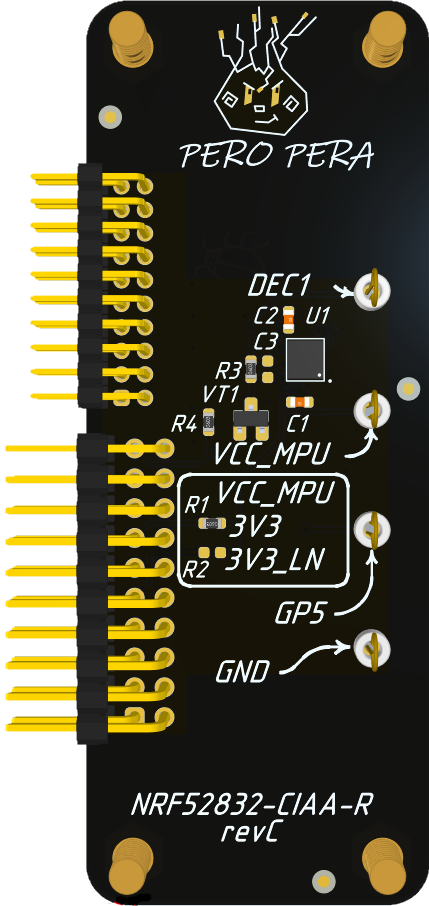 PERO PERA
DEC1
C2 U1
C3
R3
VT1
R4
C1
VCC_MPU
VCC_MPU
R1
3V3
3V3_LN
R2
GP5
GND
NRF52832-CIAA-R
revC